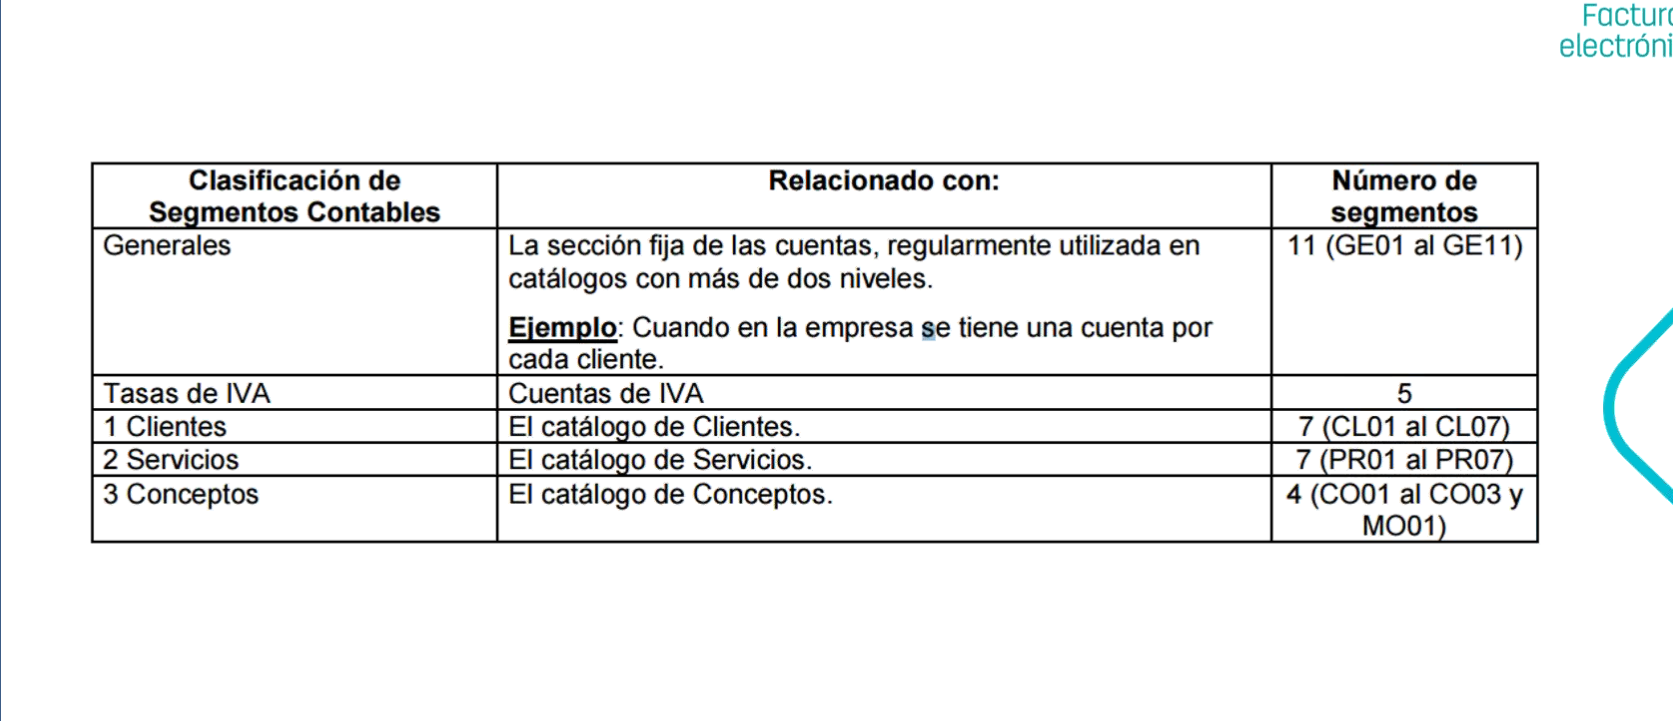 Factura
electróni
Clasificación de
Segmentos Contables
Relacionado con:
Número de
segmentos
Generales
La sección fija de las cuentas, regularmente utilizada en
catálogos con más de dos niveles.
Ejemplo: Cuando en la empresa se tiene una cuenta por
cada cliente.
11 (GE01 al GE11)
Tasas de IVA
Cuentas de IVA
5
1 Clientes
El catálogo de Clientes.
7 (CL01 al CL07)
2 Servicios
El catálogo de Servicios.
7 (PR01 al PR07)
3 Conceptos
El catálogo de Conceptos.
4 (CO01 al CO03 y
MO01)